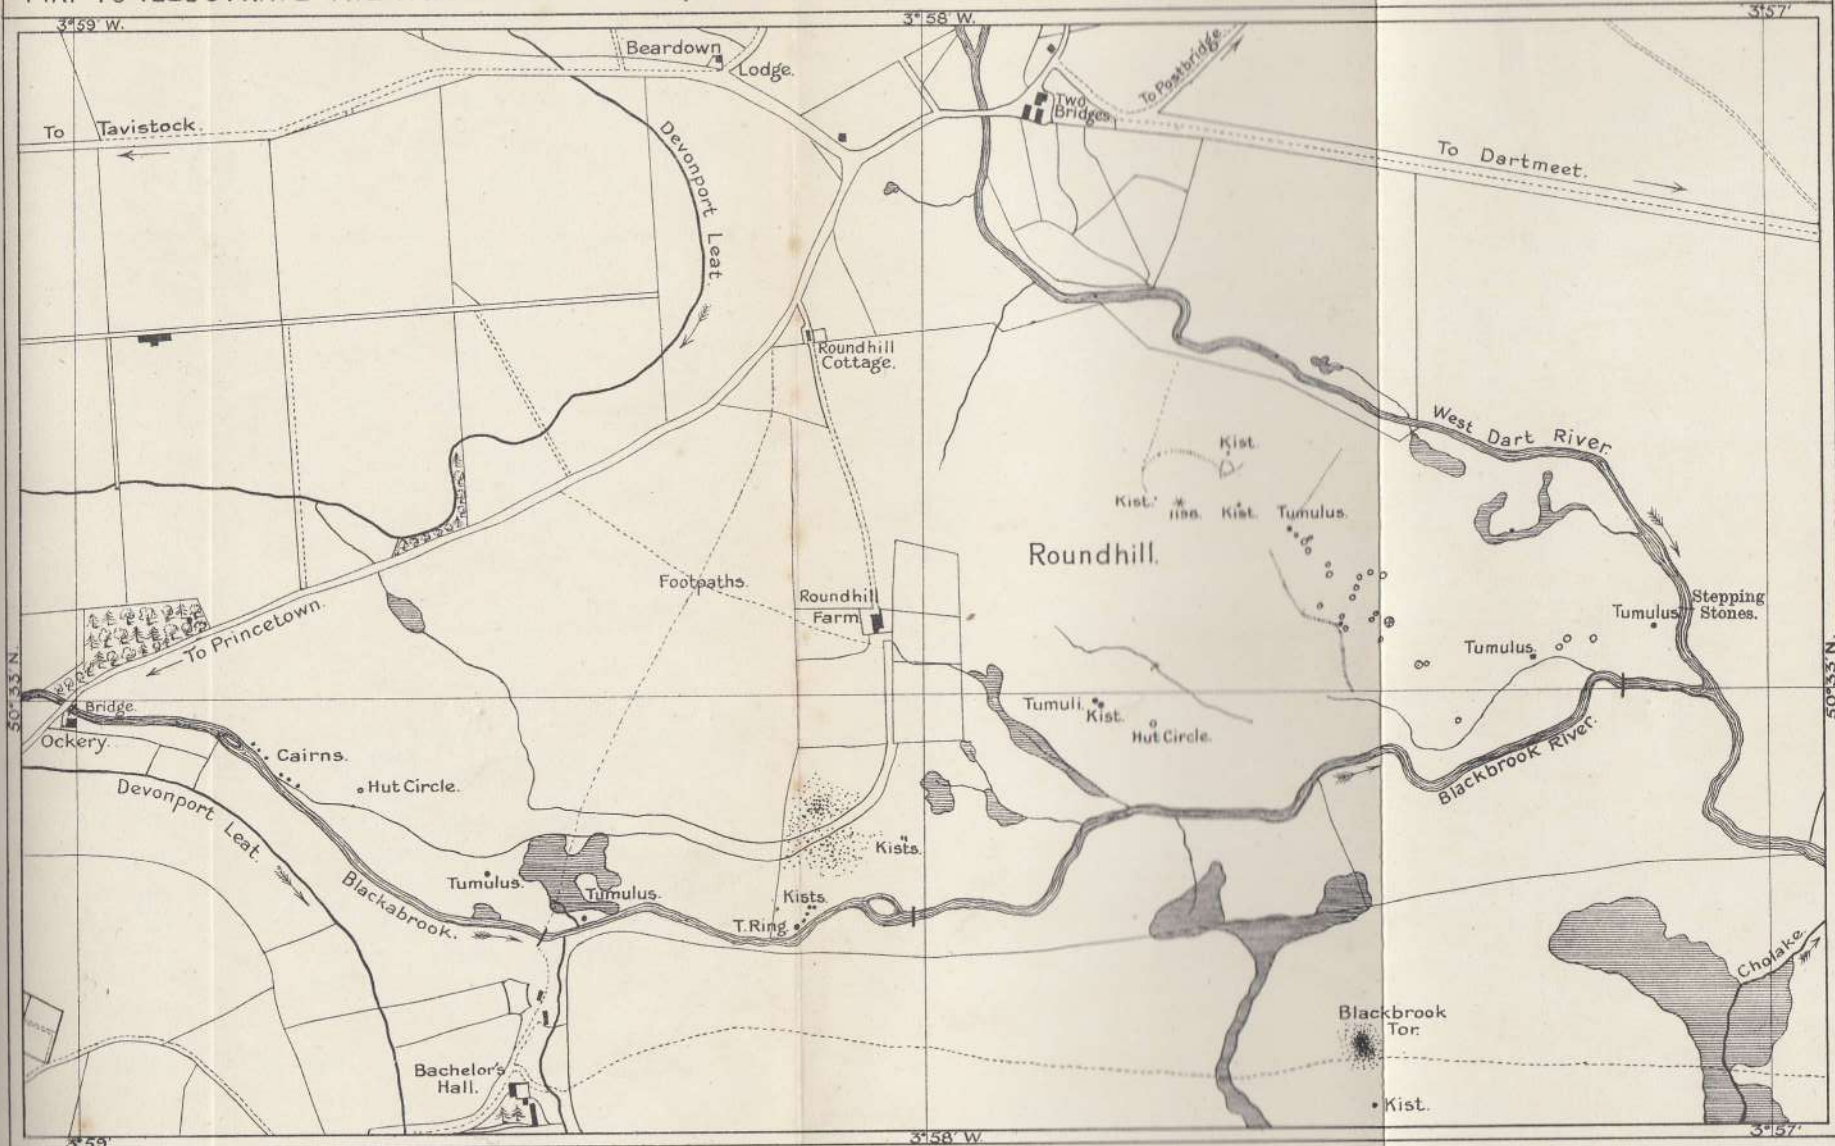 3°59' W.
3°58' W.
3°57'
Beardown
Lodge.
To Tavistock.
Devonport Leat.
Two
Bridges
To Postbridge
To Dartmeet.
Roundhill
Cottage.
West Dart River.
Kist.
Kist.
1198.
Kist.
Tumulus.
Roundhill.
Footpaths.
Roundhill
Farm
Stepping
Stones.
Tumulus
Tumulus.
To Princetown.
50°33' N.
50°33' N.
Bridge.
Ockery.
Cairns.
Hut Circle.
Devonport Leat.
Blackabrook.
Tumuli.
Kist.
Hut Circle.
Blackbrook River.
Kists.
Tumulus.
Tumulus.
Kists.
T. Ring.
Cholake.
Blackbrook
Tor.
Kist.
Bachelor's
Hall.
3°59'
3°58' W.
3°57'